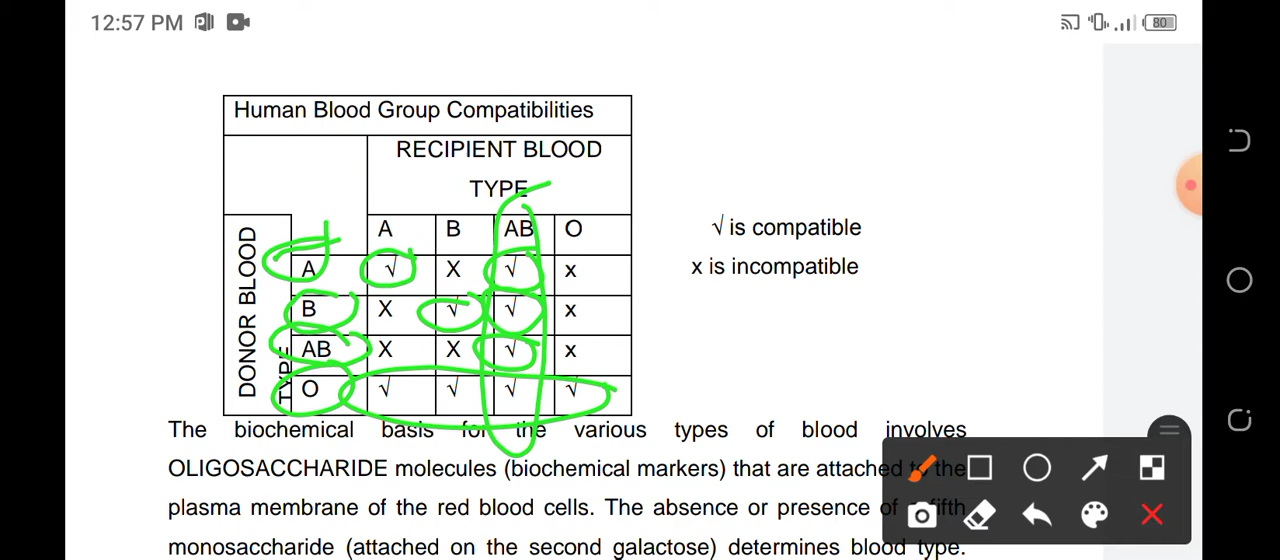 12:57 PM
80
Human Blood Group Compatibilities
RECIPIENT BLOOD
TYPE
A B AB O
DONOR BLOOD
TYPE
A √ X √ x
B X √ √ x
AB X X √ x
O √ √ √ √
√ is compatible
x is incompatible
The biochemical basis for the various types of blood involves
OLIGOSACCHARIDE molecules (biochemical markers) that are attached to the
plasma membrane of the red blood cells. The absence or presence of fifth
monosaccharide (attached on the second galactose) determines blood type.